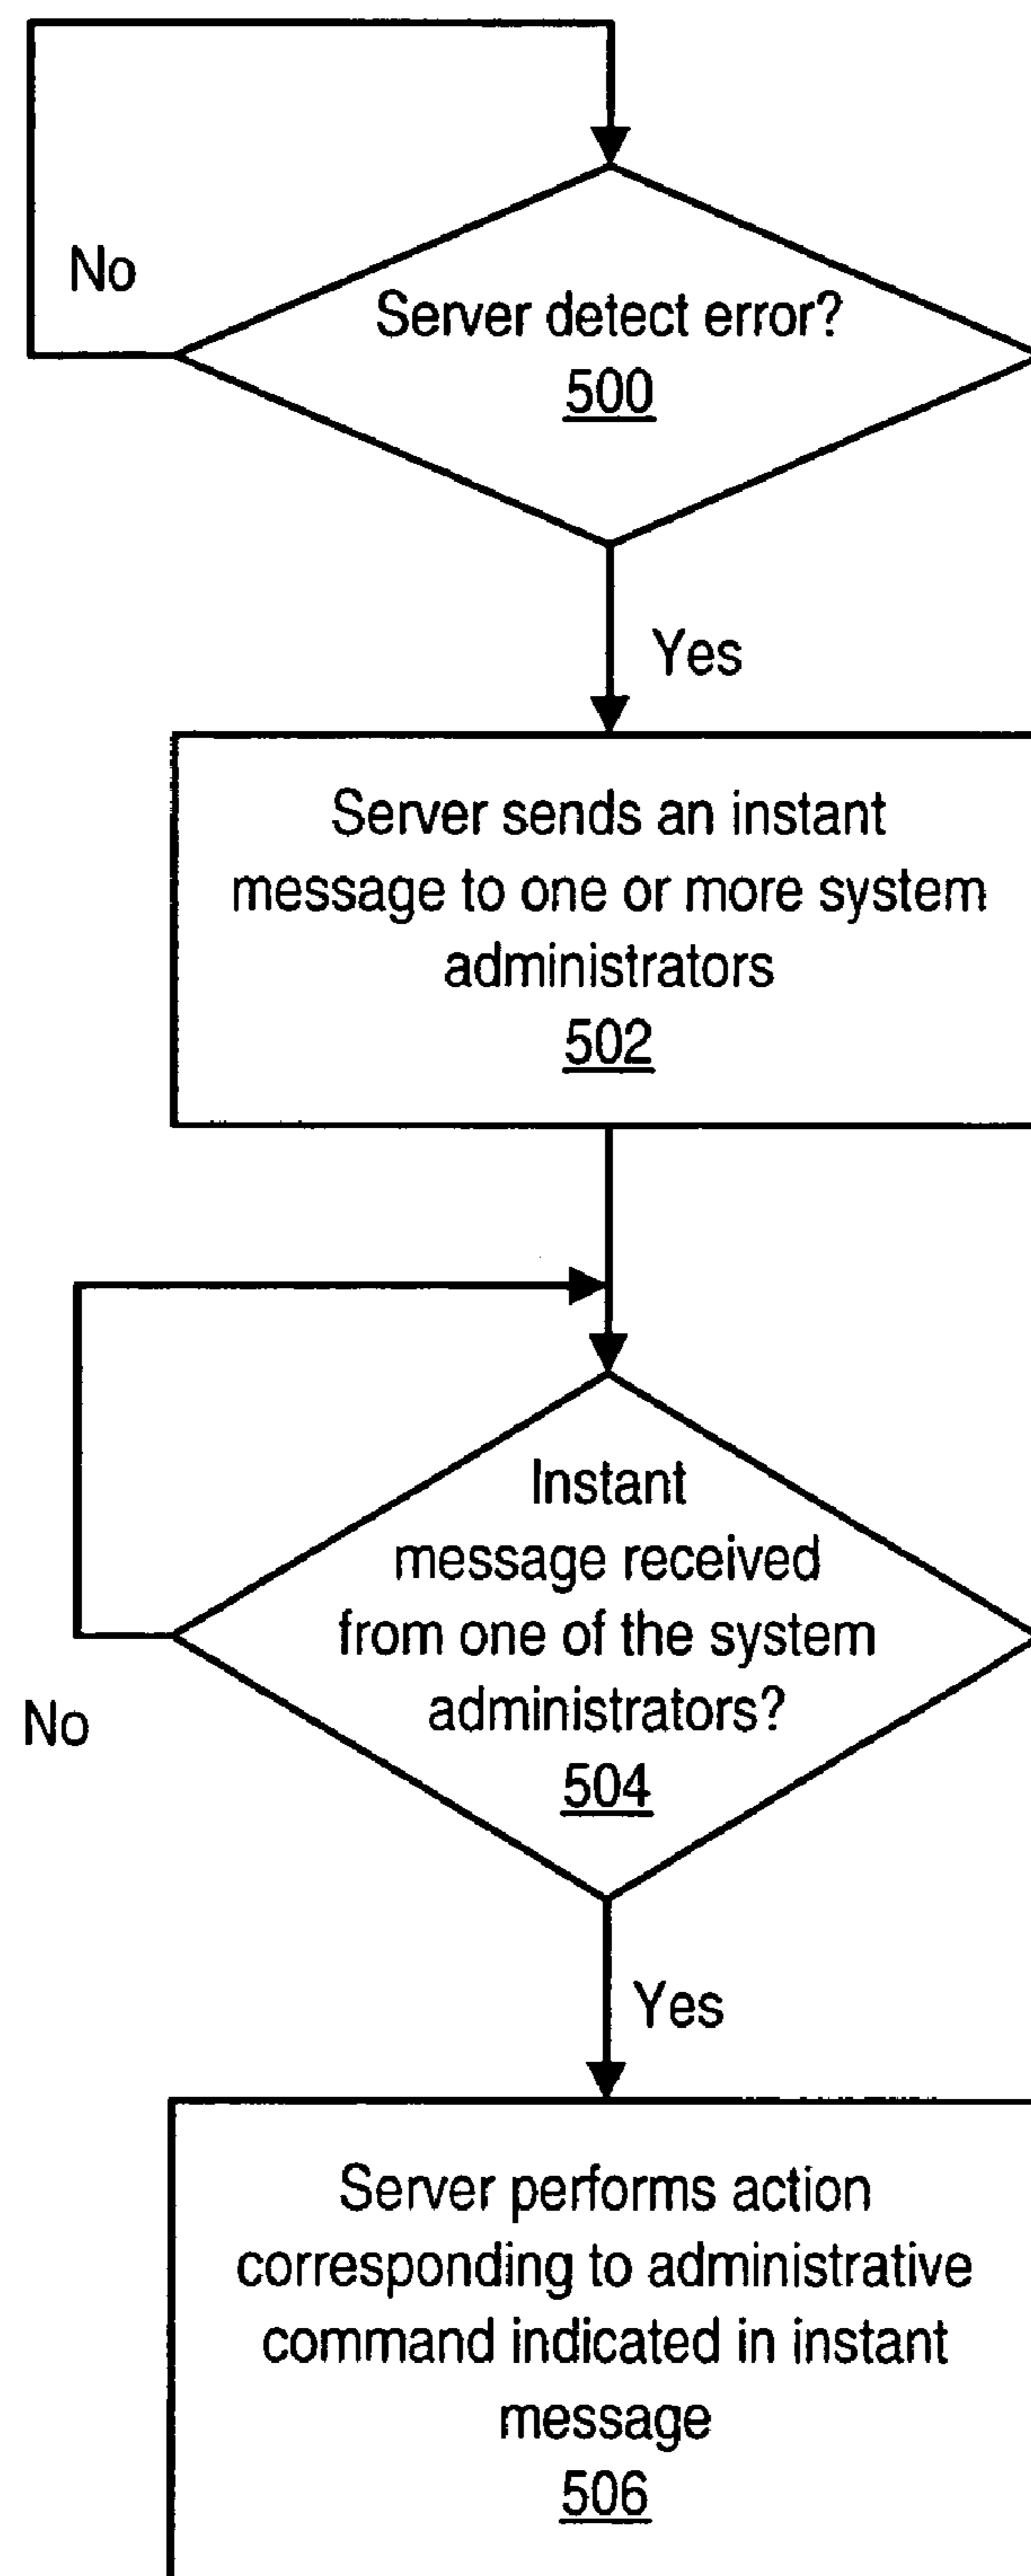 No
Server detect error?
500
Yes
Server sends an instant
message to one or more system
administrators
502
Instant
message received
from one of the system
administrators?
504
No
Yes
Server performs action
corresponding to administrative
command indicated in instant
message
506